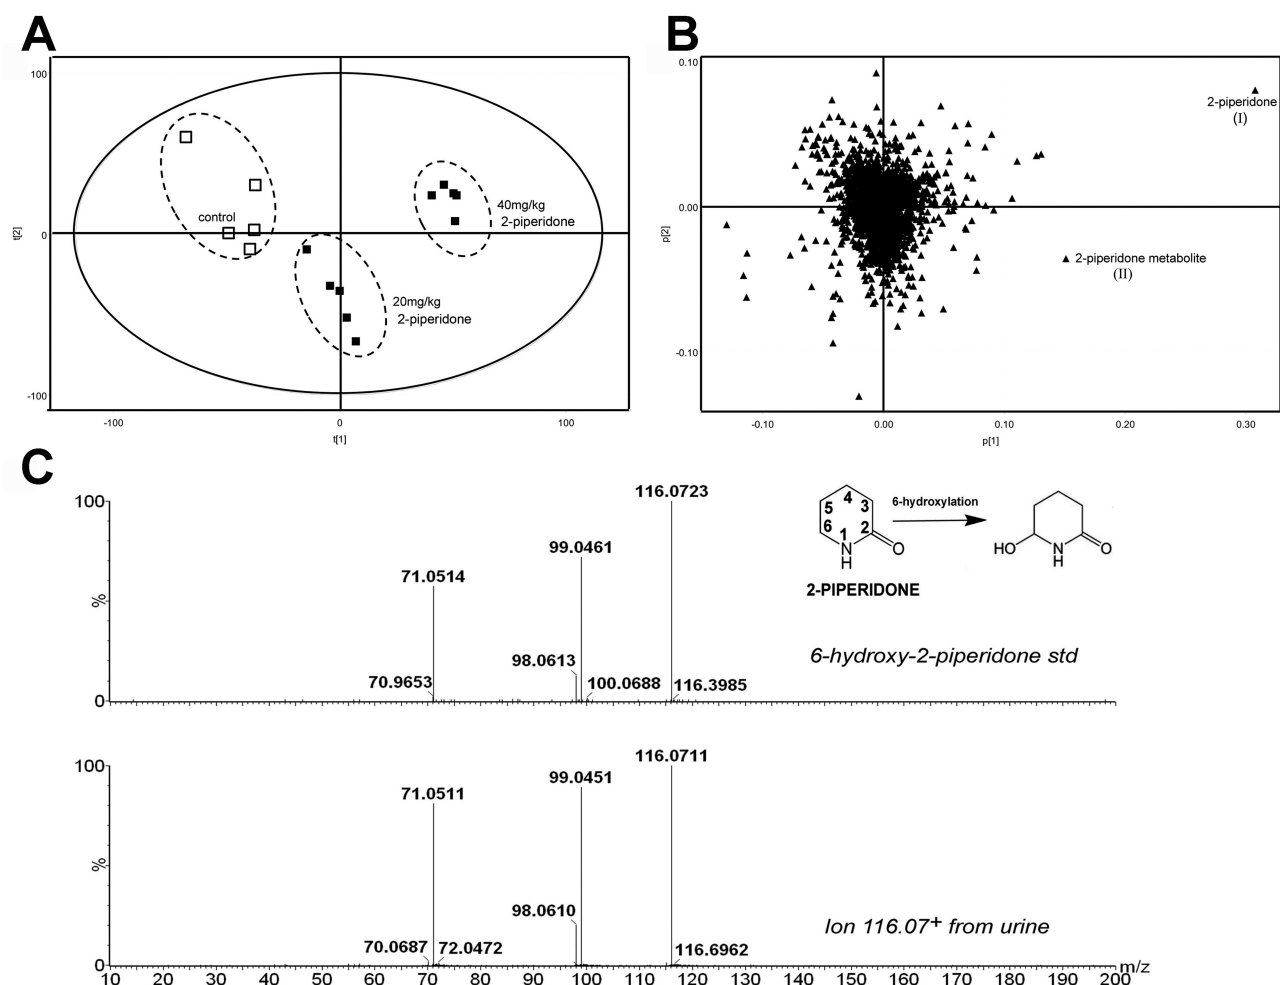 A
100
t[2]
0
-100
-100
0
100
t[1]
control
40mg/kg
2-piperidone
20mg/kg
2-piperidone
B
0.10
0.00
p[2]
-0.10
-0.10
0.00
0.10
0.20
0.30
p[1]
2-piperidone
(I)
2-piperidone metabolite
(II)
C
100
%
0
116.0723
99.0461
71.0514
98.0613
70.9653
100.0688
116.3985
5
4
3
6
1
2
N
H
O
2-PIPERIDONE
6-hydroxylation
HO
N
H
O
6-hydroxy-2-piperidone std
100
%
0
116.0711
99.0451
71.0511
98.0610
70.0687
72.0472
116.6962
Ion 116.07+ from urine
10 20 30 40 50 60 70 80 90 100 110 120 130 140 150 160 170 180 190 200
m/z